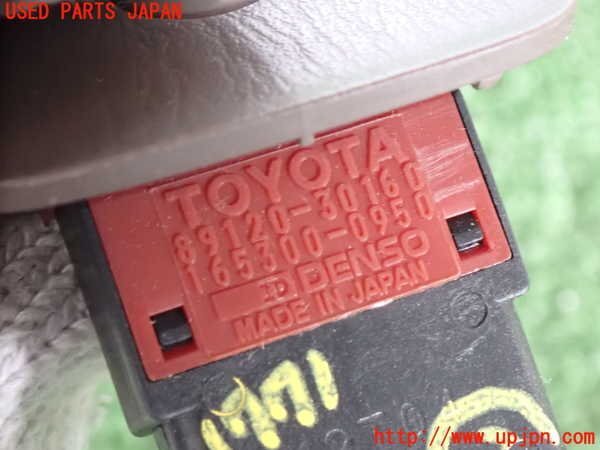 USED PARTS JAPAN
TOYOTA
89120-30160
165300-0950
DENSO
MADE IN JAPAN
http://www.upjpn.com/